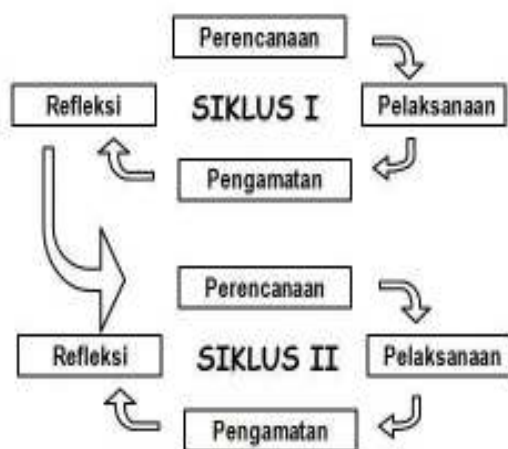 Perencanaan
Refleksi
SIKLUS I
Pelaksanaan
Pengamatan
Perencanaan
Refleksi
SIKLUS II
Pelaksanaan
Pengamatan